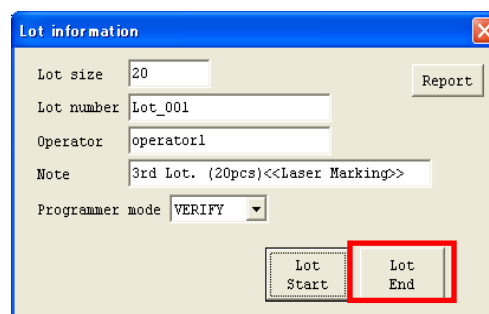 Lot information
Lot size 20
Report
Lot number Lot_001
Operator operator1
Note 3rd Lot. (20pcs)<<Laser Marking>>
Programmer mode VERIFY
Lot Start
Lot End